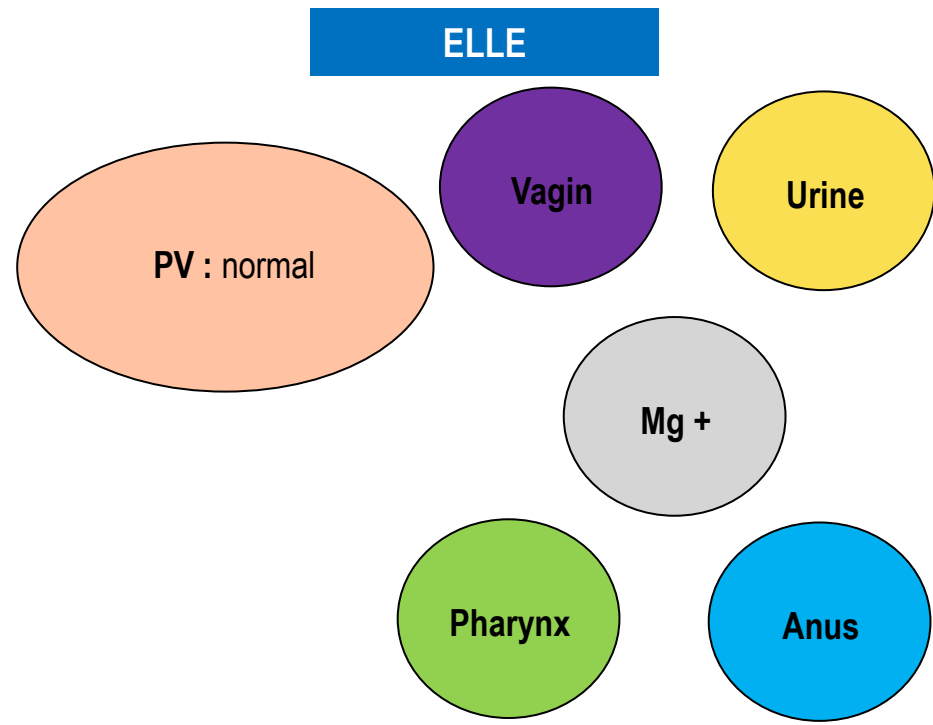 ELLE
Vagin
Urine
PV : normal
Mg +
Pharynx
Anus